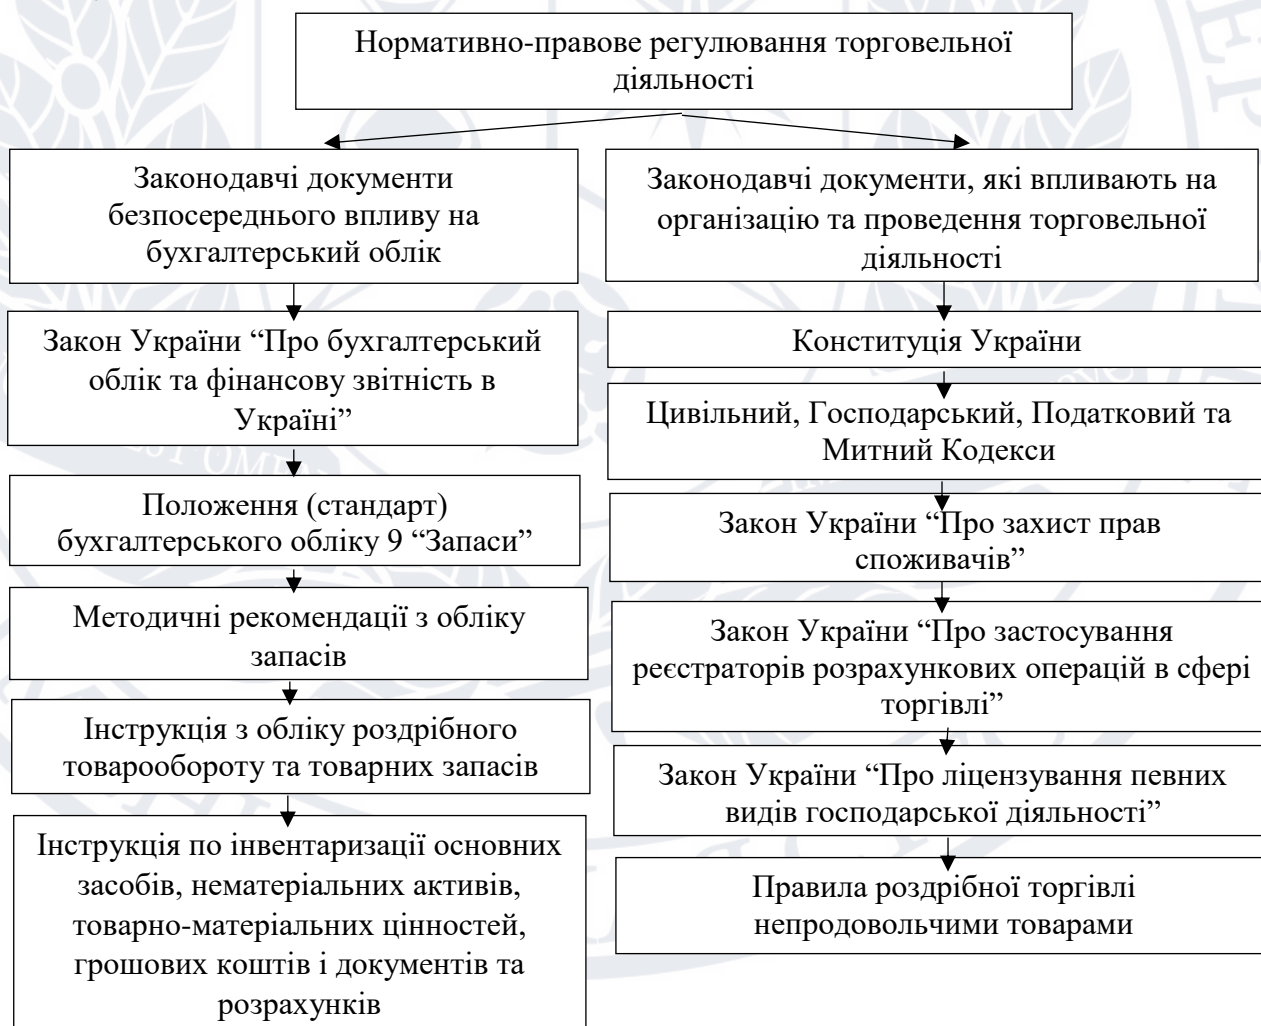 Нормативно-правове регулювання торговельної
діяльності
Законодавчі документи
безпосереднього впливу на
бухгалтерський облік
Закон України “Про бухгалтерський
облік та фінансову звітність в
Україні”
Положення (стандарт)
бухгалтерського обліку 9 “Запаси”
Методичні рекомендації з обліку
запасів
Інструкція з обліку роздрібного
товарообороту та товарних запасів
Інструкція по інвентаризації основних
засобів, нематеріальних активів,
товарно-матеріальних цінностей,
грошових коштів і документів та
розрахунків
Законодавчі документи, які впливають на
організацію та проведення торговельної
діяльності
Конституція України
Цивільний, Господарський, Податковий та
Митний Кодекси
Закон України “Про захист прав
споживачів”
Закон України “Про застосування
реєстраторів розрахункових операцій в сфері
торгівлі”
Закон України “Про ліцензування певних
видів господарської діяльності”
Правила роздрібної торгівлі
непродовольчими товарами